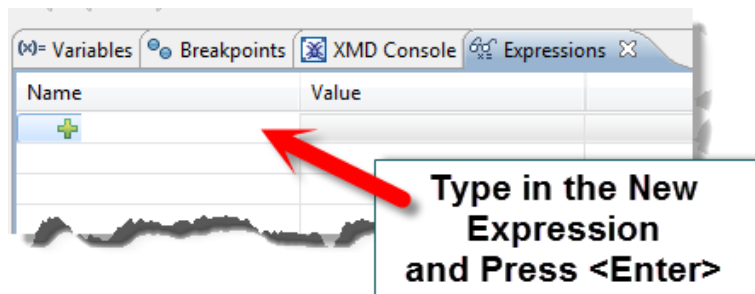 (x)= Variables Breakpoints XMD Console Expressions
Name Value
Type in the New
Expression
and Press <Enter>